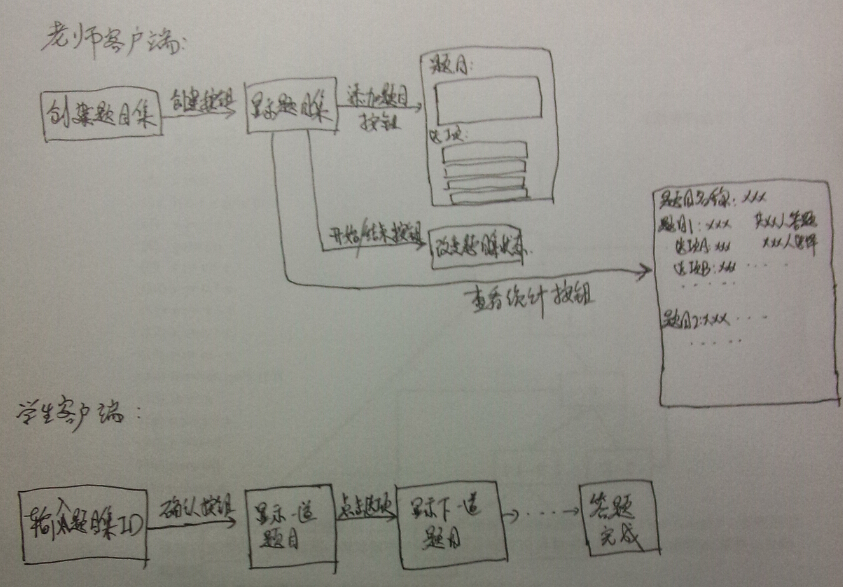 老师客户端:
创建题目集
创建按钮
显示题目集
添加题目
按钮
题目:
选项:
开始/结束按钮
改变题目集状态
查看统计按钮
题目名称: xxx
题目1: xxx 共xx人答题
选项A: xx xxx人选择
选项B: xx ....
.....
题目2: xxx ...
.....
学生客户端:
输入题目集ID
确认按钮
显示一道
题目
点击选项
显示下一道
题目
......
答题
完成